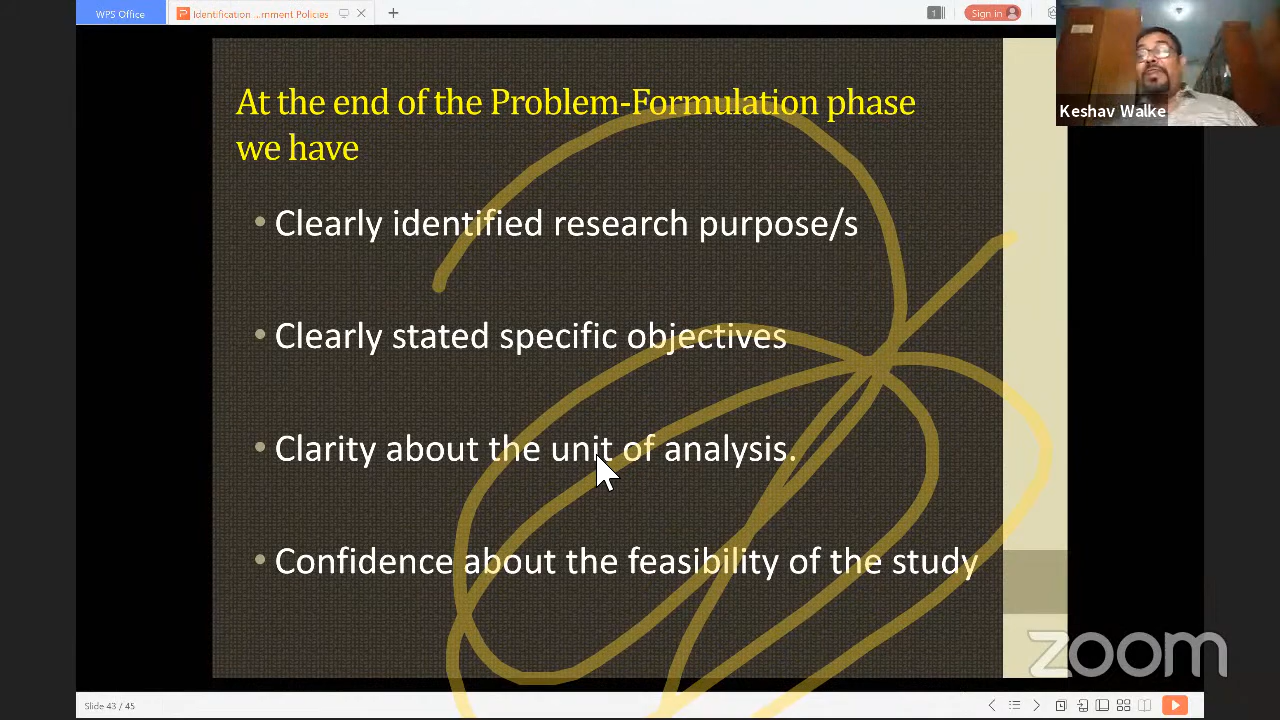 WPS Office
Identification ...rnment Policies
1
Sign in
Keshav Walke
At the end of the Problem-Formulation phase
we have
• Clearly identified research purpose/s
• Clearly stated specific objectives
• Clarity about the unit of analysis.
• Confidence about the feasibility of the study
zoom
Slide 43 / 45